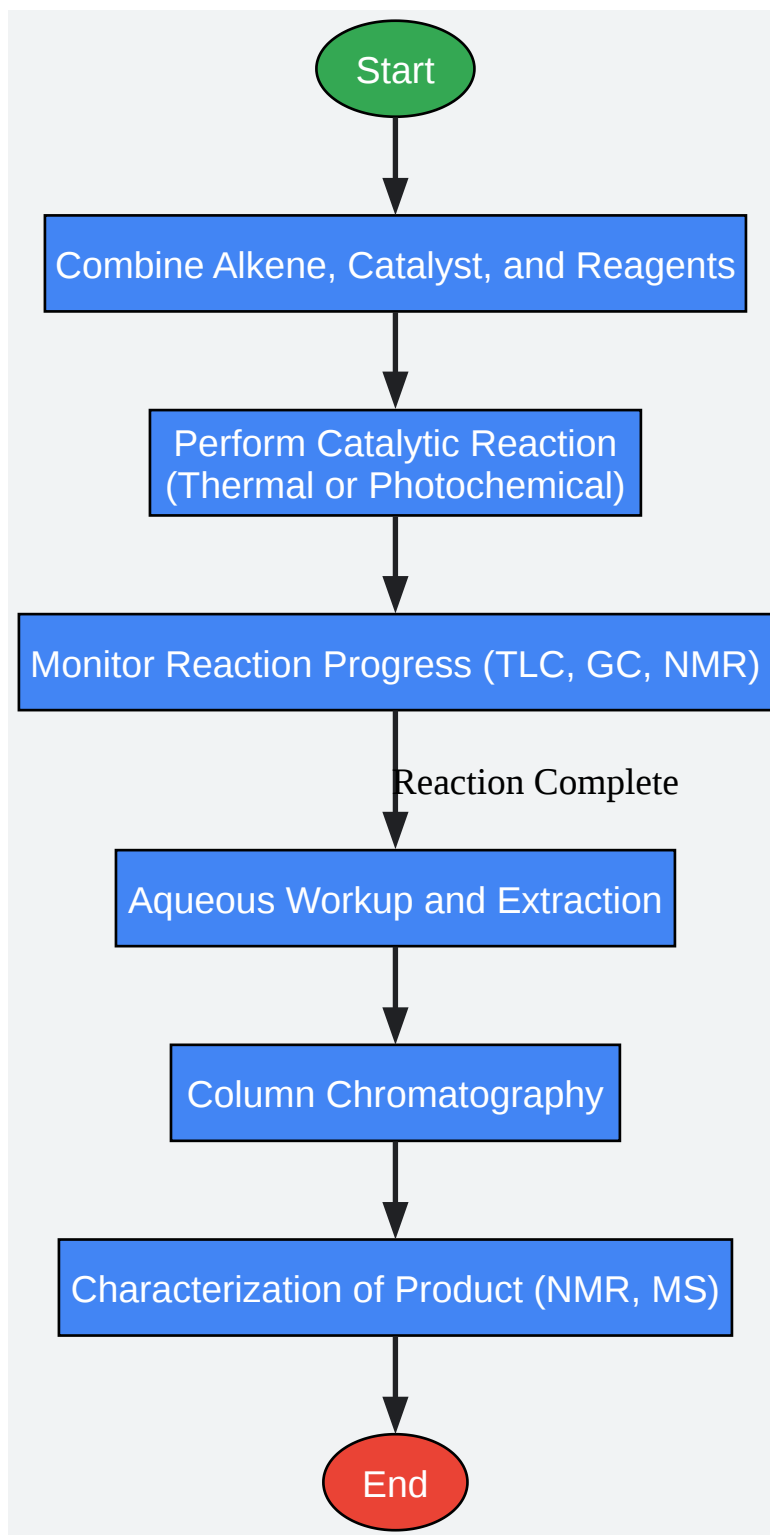 Start
Combine Alkene, Catalyst, and Reagents
Perform Catalytic Reaction
(Thermal or Photochemical)
Monitor Reaction Progress (TLC, GC, NMR)
Reaction Complete
Aqueous Workup and Extraction
Column Chromatography
Characterization of Product (NMR, MS)
End